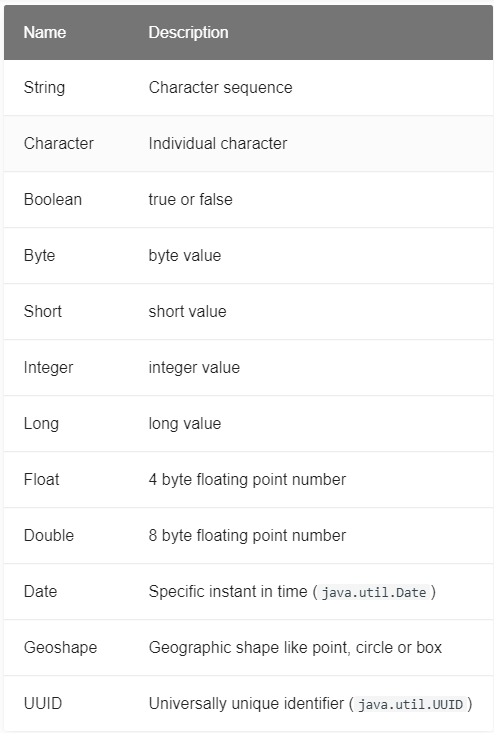 Name Description
String Character sequence
Character Individual character
Boolean true or false
Byte byte value
Short short value
Integer integer value
Long long value
Float 4 byte floating point number
Double 8 byte floating point number
Date Specific instant in time ( java.util.Date )
Geoshape Geographic shape like point, circle or box
UUID Universally unique identifier ( java.util.UUID )